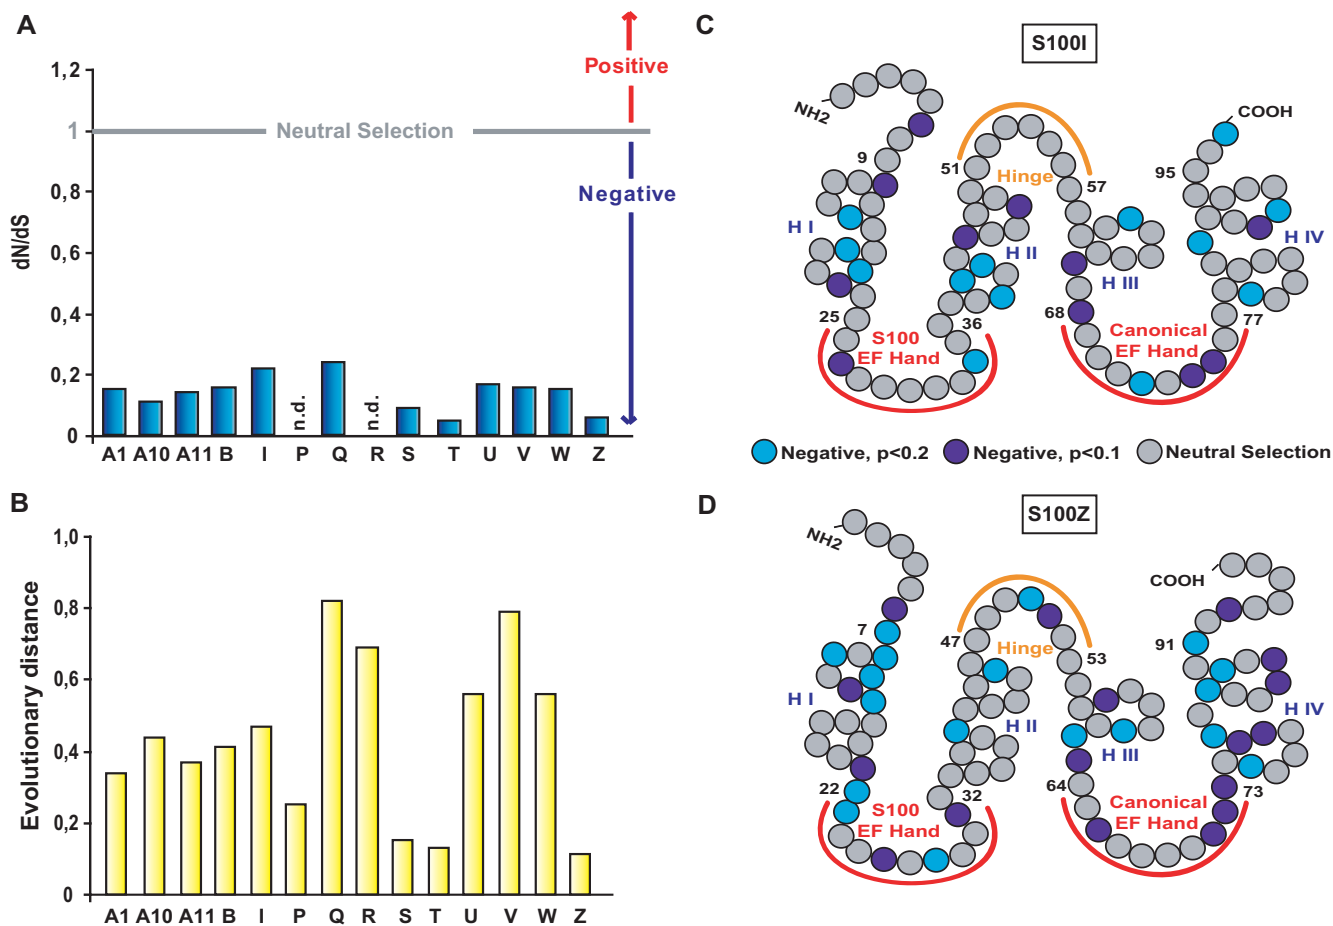 A
1,2
1
0,8
0,6
0,4
0,2
0
dN/dS
Neutral Selection
Positive
Negative
n.d.
n.d.
A1 A10 A11 B I P Q R S T U V W Z
B
1,0
0,8
0,6
0,4
0,2
0
Evolutionary distance
A1 A10 A11 B I P Q R S T U V W Z
C
S100I
NH2
COOH
9
51
Hinge
57
95
H I
H II
H III
H IV
25
36
68
77
S100
EF Hand
Canonical
EF Hand
Negative, p<0.2 Negative, p<0.1 Neutral Selection
D
S100Z
NH2
COOH
7
47
Hinge
53
91
H I
H II
H III
H IV
22
32
64
73
S100
EF Hand
Canonical
EF Hand